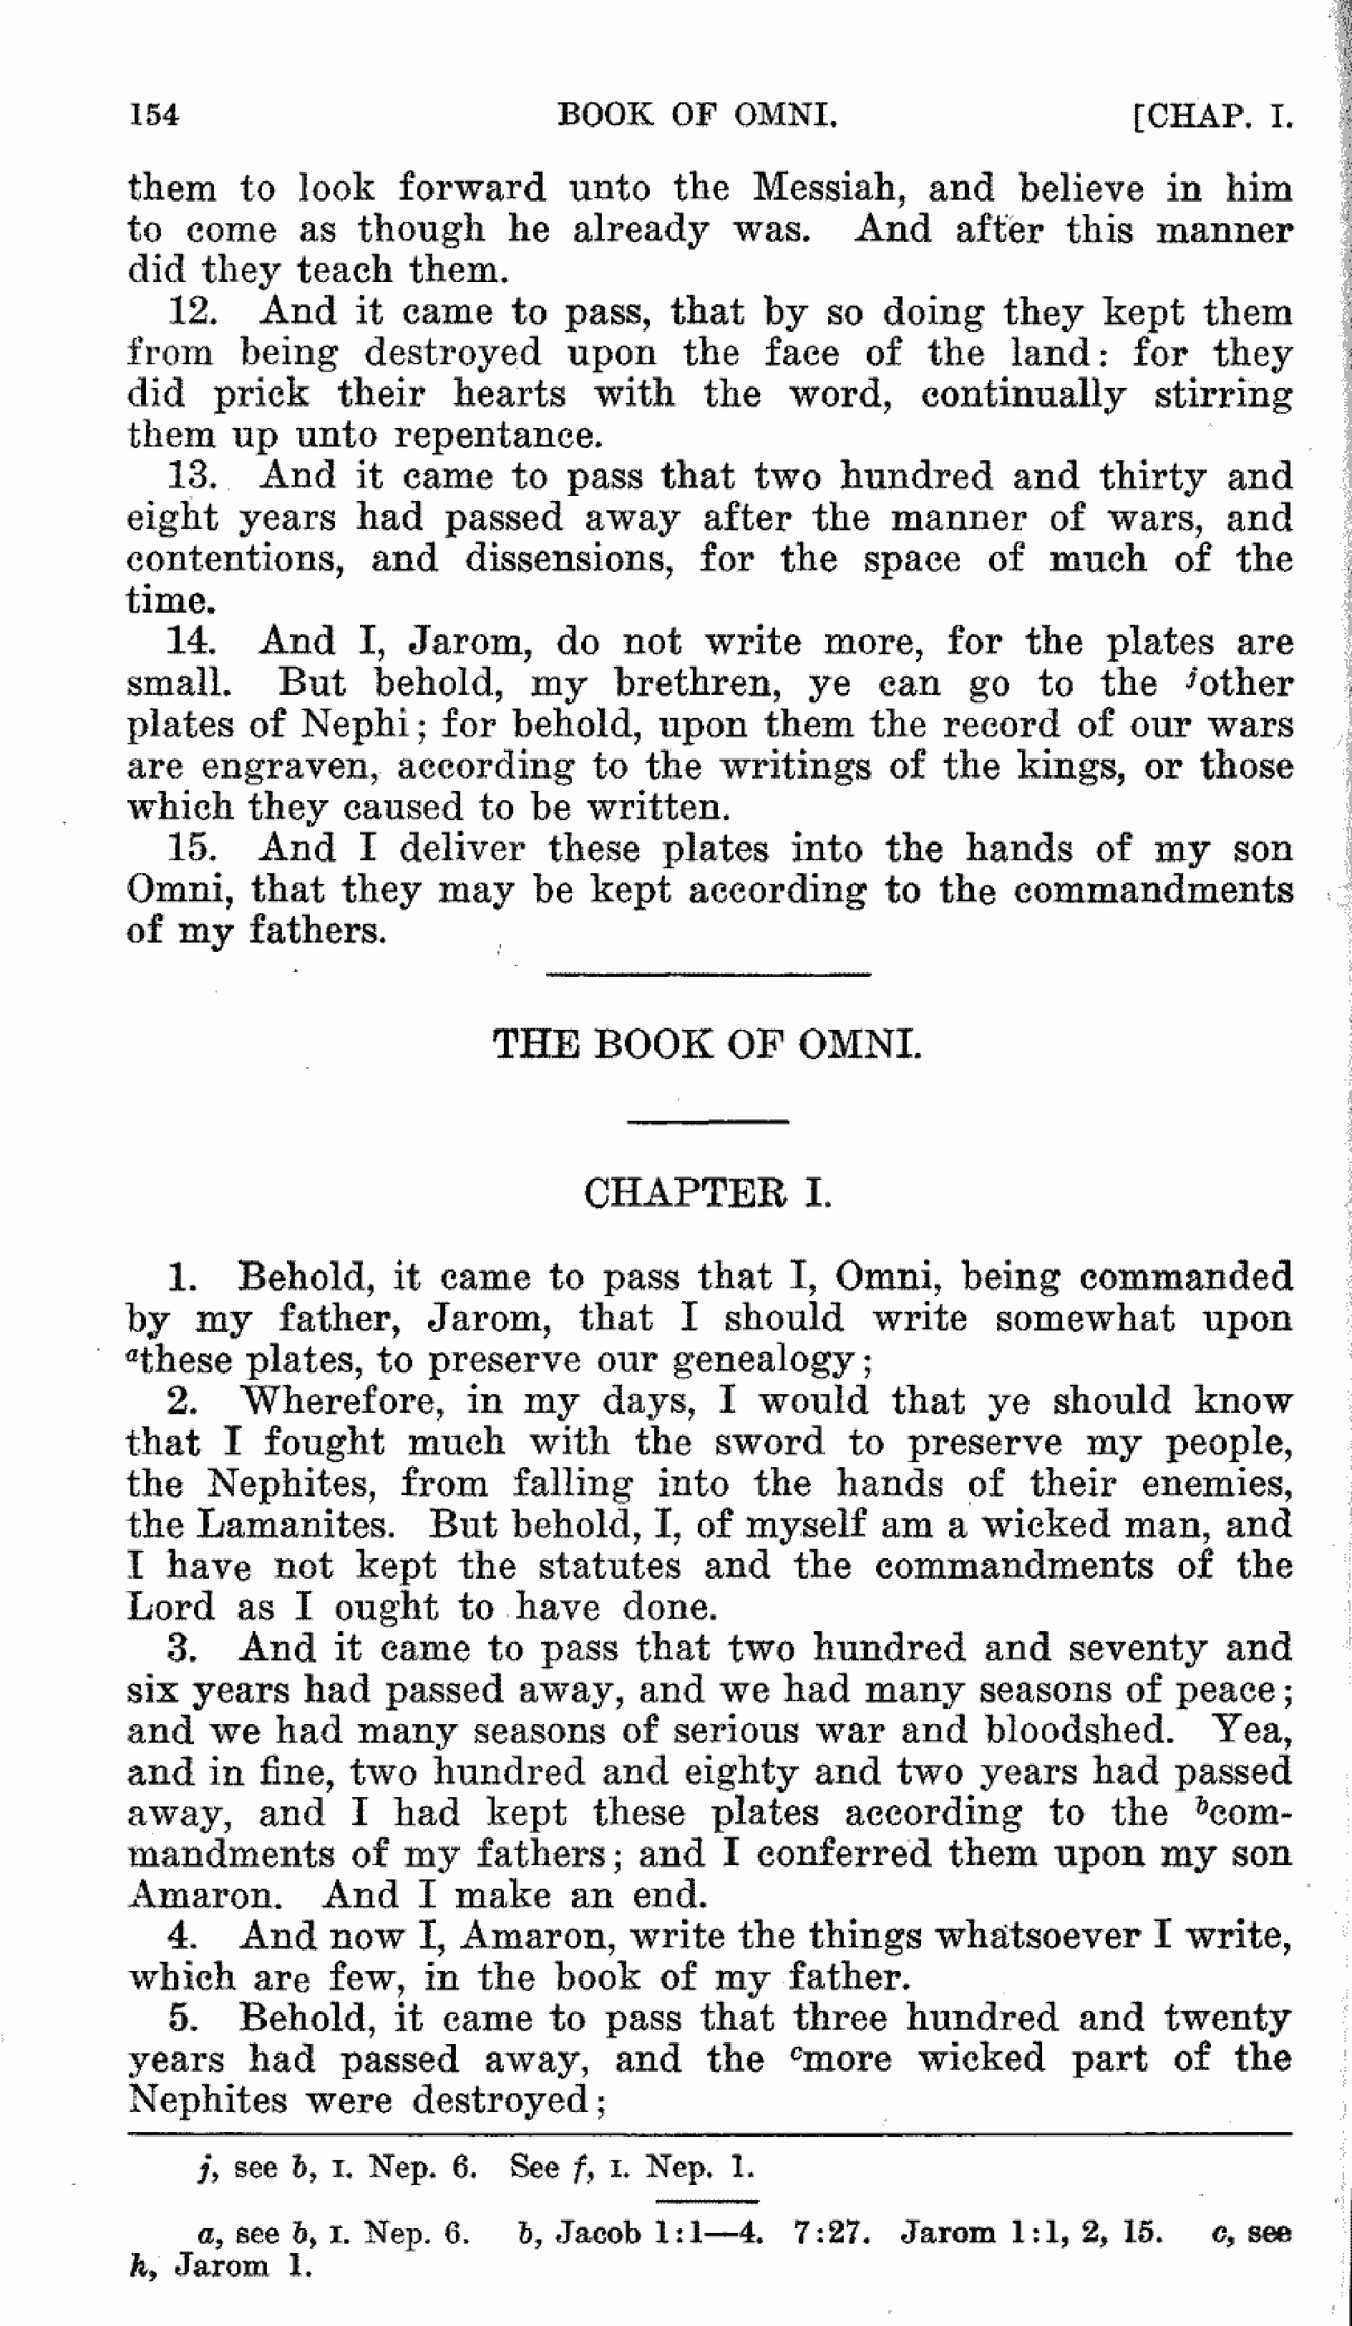 154 BOOK OF OMNI. [CHAP. I.
them to look forward unto the Messiah, and believe in him
to come as though he already was. And after this manner
did they teach them.
12. And it came to pass, that by so doing they kept them
from being destroyed upon the face of the land: for they
did prick their hearts with the word, continually stirring
them up unto repentance.
13. And it came to pass that two hundred and thirty and
eight years had passed away after the manner of wars, and
contentions, and dissensions, for the space of much of the
time.
14. And I, Jarom, do not write more, for the plates are
small. But behold, my brethren, ye can go to the jother
plates of Nephi; for behold, upon them the record of our wars
are engraven, according to the writings of the kings, or those
which they caused to be written.
15. And I deliver these plates into the hands of my son
Omni, that they may be kept according to the commandments
of my fathers.
THE BOOK OF OMNI.
CHAPTER I.
1. Behold, it came to pass that I, Omni, being commanded
by my father, Jarom, that I should write somewhat upon
athese plates, to preserve our genealogy;
2. Wherefore, in my days, I would that ye should know
that I fought much with the sword to preserve my people,
the Nephites, from falling into the hands of their enemies,
the Lamanites. But behold, I, of myself am a wicked man, and
I have not kept the statutes and the commandments of the
Lord as I ought to have done.
3. And it came to pass that two hundred and seventy and
six years had passed away, and we had many seasons of peace;
and we had many seasons of serious war and bloodshed. Yea,
and in fine, two hundred and eighty and two years had passed
away, and I had kept these plates according to the bcom-
mandments of my fathers; and I conferred them upon my son
Amaron. And I make an end.
4. And now I, Amaron, write the things whatsoever I write,
which are few, in the book of my father.
5. Behold, it came to pass that three hundred and twenty
years had passed away, and the cmore wicked part of the
Nephites were destroyed;
j, see b, I. Nep. 6. See f, I. Nep. 1.
a, see b, I. Nep. 6. b, Jacob 1:1—4. 7:27. Jarom 1:1, 2, 15. c, see
h, Jarom 1.